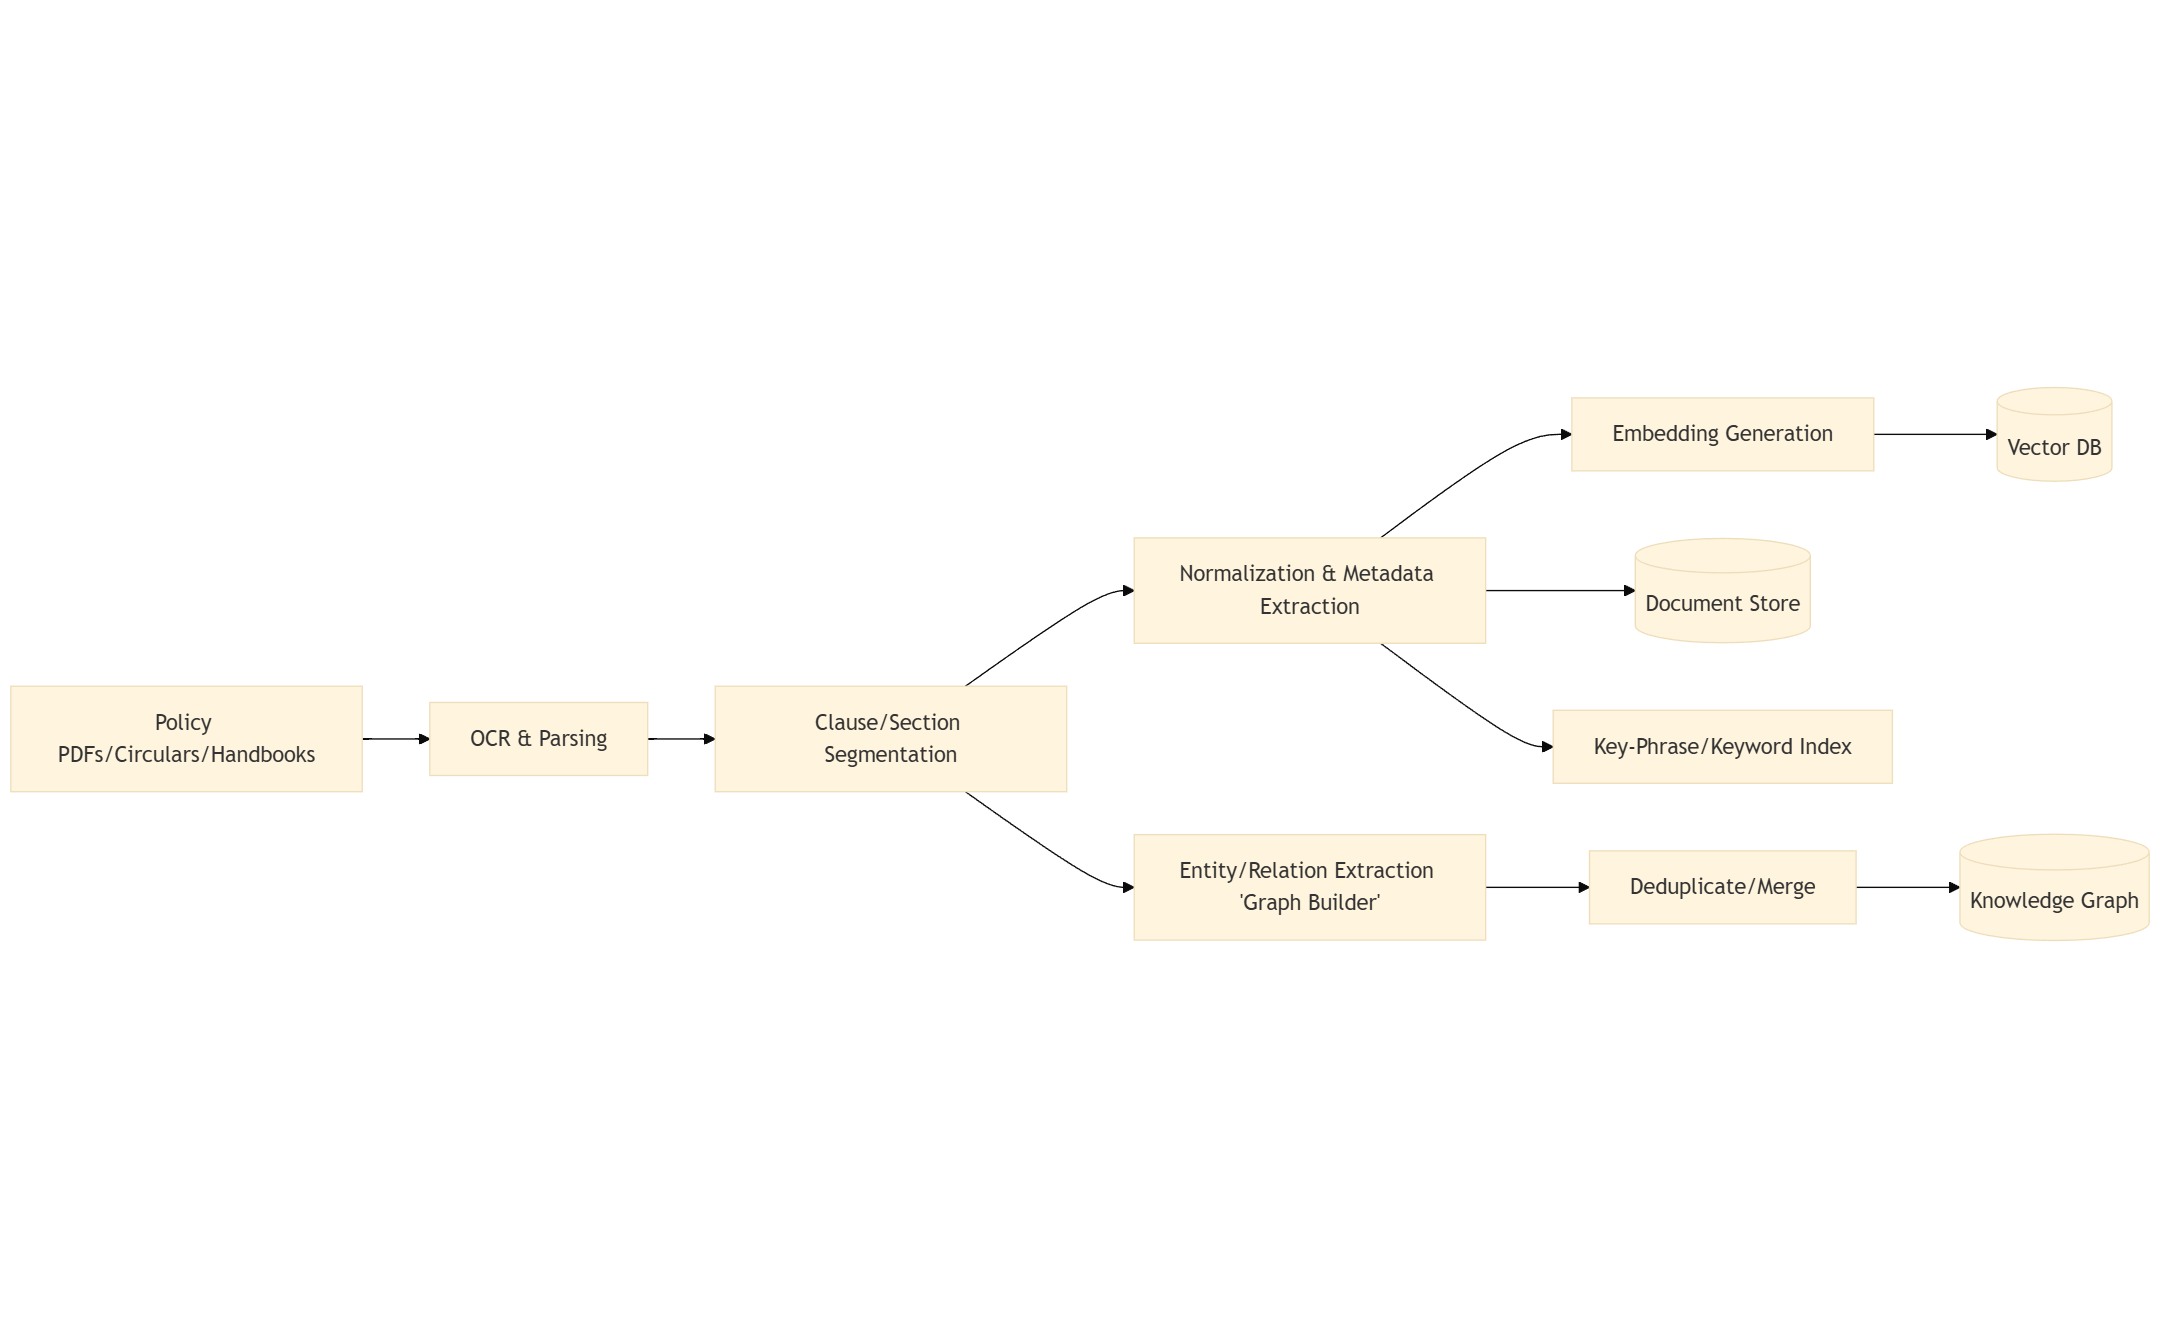 Policy
PDFs/Circulars/Handbooks
OCR & Parsing
Clause/Section
Segmentation
Normalization & Metadata
Extraction
Embedding Generation
Vector DB
Document Store
Key-Phrase/Keyword Index
Entity/Relation Extraction
'Graph Builder'
Deduplicate/Merge
Knowledge Graph